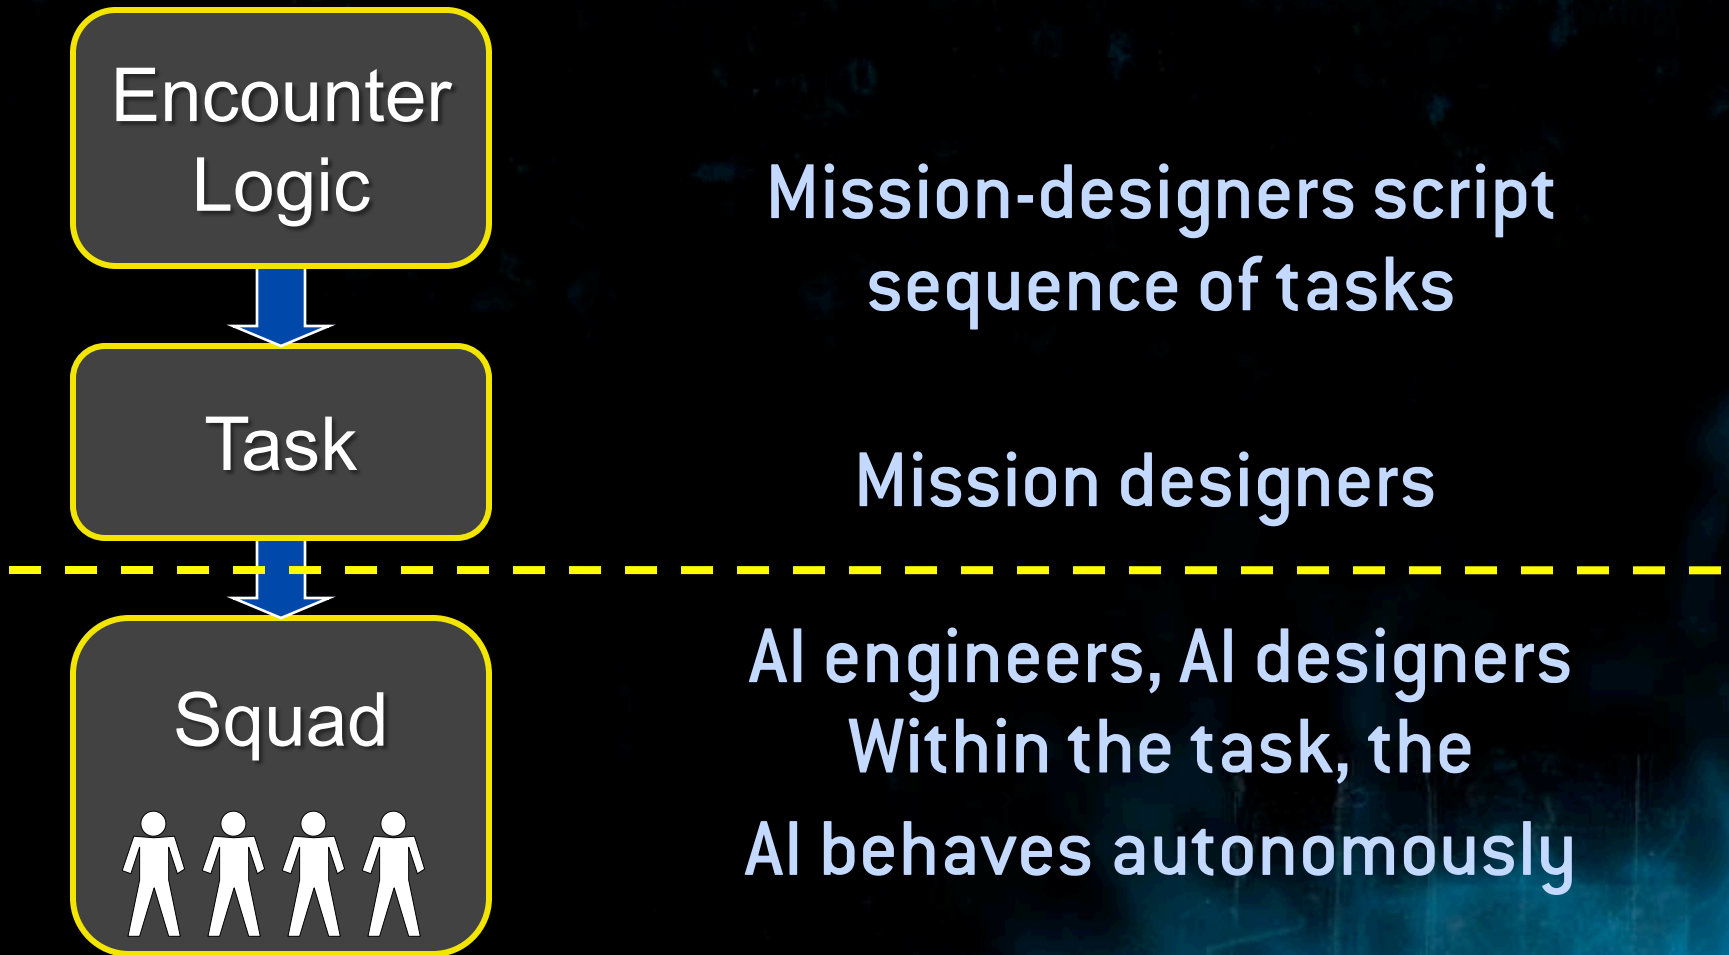 Encounter
Logic
Mission-designers script
sequence of tasks
Task
Mission designers
Squad
AI engineers, AI designers
Within the task, the
AI behaves autonomously